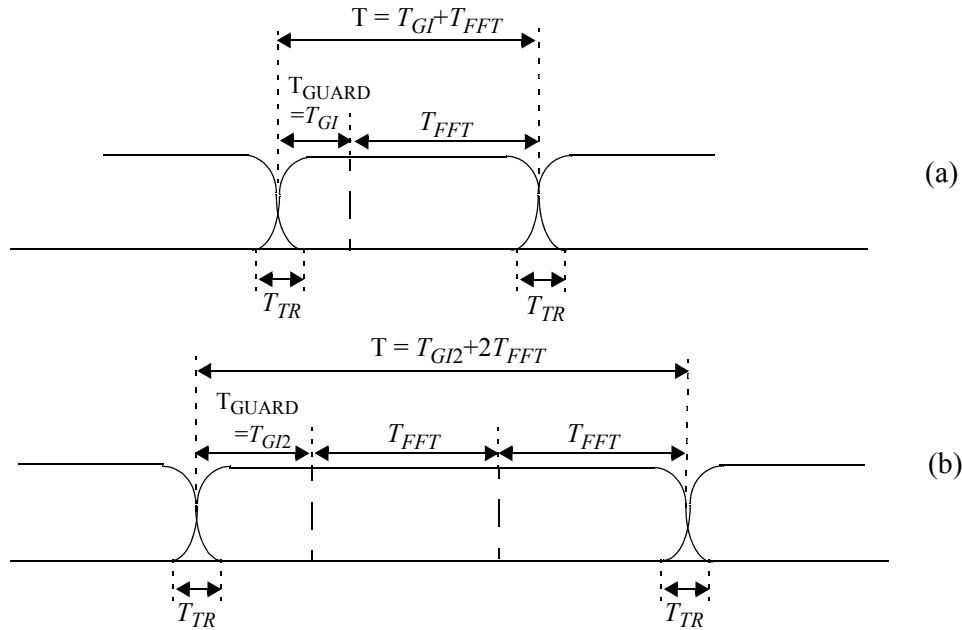 T = T_GI+T_FFT
T_GUARD
=T_GI
T_FFT
(a)
T_TR
T_TR
T = T_GI2+2T_FFT
T_GUARD
=T_GI2
T_FFT
T_FFT
(b)
T_TR
T_TR